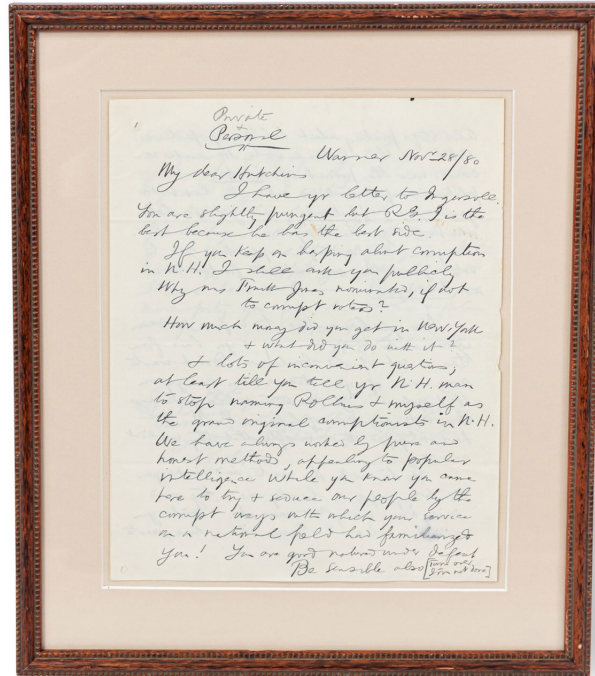 Private
+
Personal
Warner Nov. 28/80
My dear Hutchins
I have yr letter to Ingersoll.
You are slightly pungent but R.G.I is the
best because he has the best side
If you keep on harping about corruption
in N.H. I shall ask you publicly
Why was Frank Jones nominated, if not
to corrupt votes?
How much money did you get in New-York
+ what did you do with it?
+ lots of inconvenient questions,
at least till you tell yr N.H. man
to stop naming Rollins + myself as
the grand original corruptionists in N.H.
We have always worked by pure and
honest methods, appealing to popular
intelligence While you know you came
here to try + seduce our people by the
corrupt ways with which your service
on a national field had familiarized
you! You are good natured under defeat
Be sensible also [Turn over